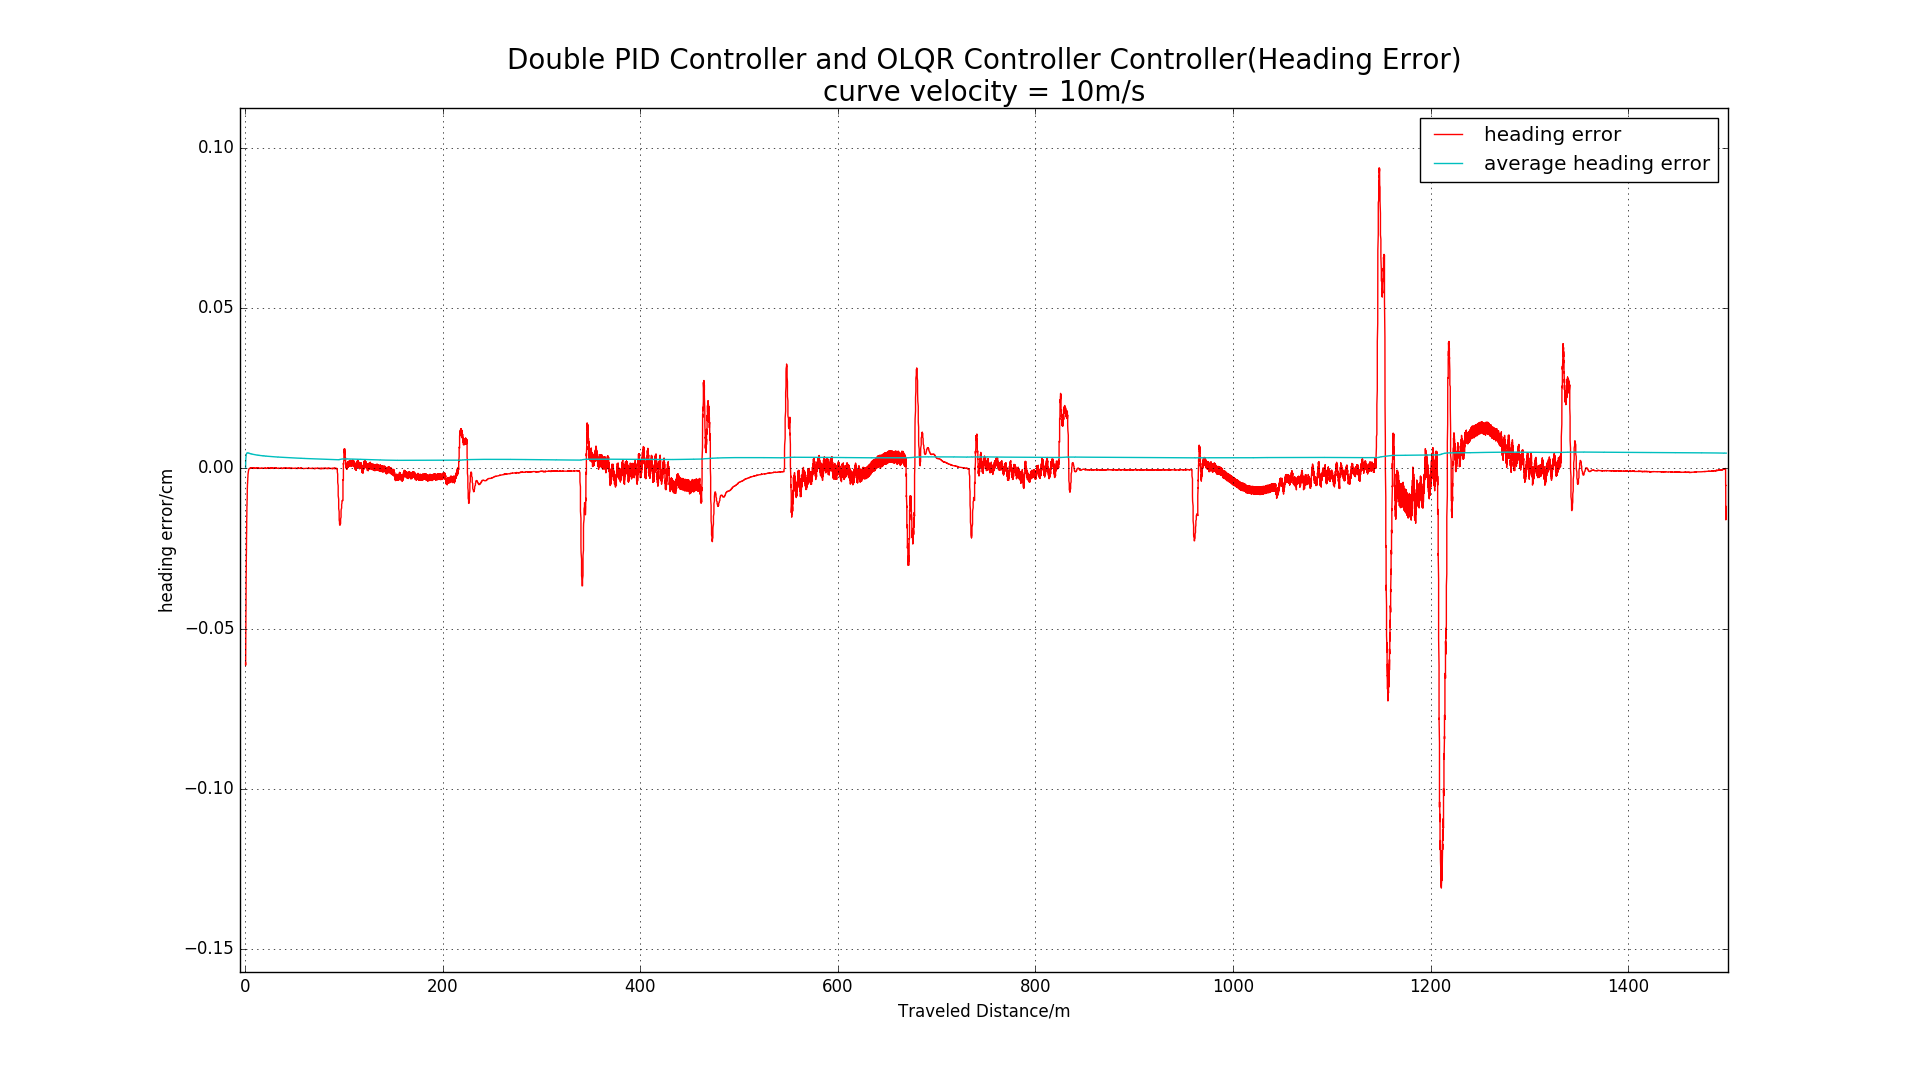 Double PID Controller and OLQR Controller Controller(Heading Error)
curve velocity = 10m/s
heading error
average heading error
0.10
0.05
0.00
−0.05
−0.10
−0.15
heading error/cm
0 200 400 600 800 1000 1200 1400
Traveled Distance/m